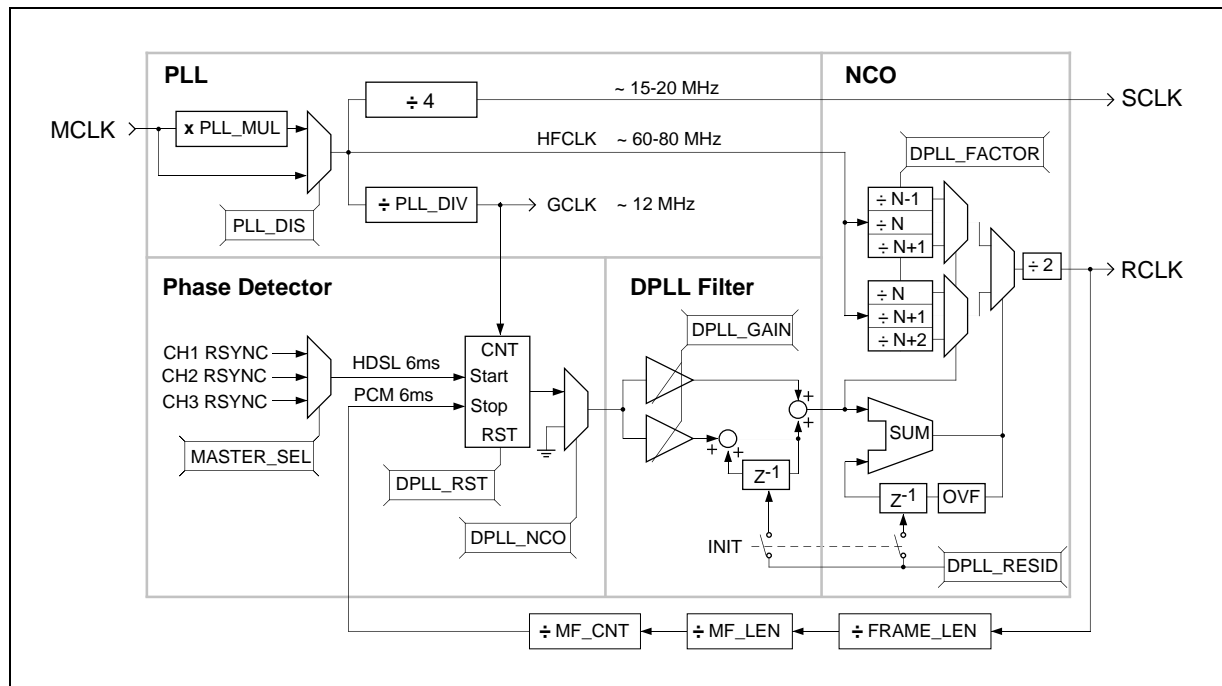 PLL
NCO
÷ 4
~ 15-20 MHz
SCLK
MCLK
x PLL_MUL
HFCLK ~ 60-80 MHz
DPLL_FACTOR
÷ PLL_DIV
GCLK ~ 12 MHz
PLL_DIS
÷ N-1
÷ N
÷ N+1
÷ 2
RCLK
÷ N
÷ N+1
÷ N+2
Phase Detector
DPLL Filter
DPLL_GAIN
CH1 RSYNC
CH2 RSYNC
CH3 RSYNC
HDSL 6ms
PCM 6ms
CNT
Start
Stop
RST
MASTER_SEL
DPLL_RST
DPLL_NCO
+
+
+
+
Z-1
SUM
Z-1
OVF
INIT
DPLL_RESID
÷ MF_CNT
÷ MF_LEN
÷ FRAME_LEN